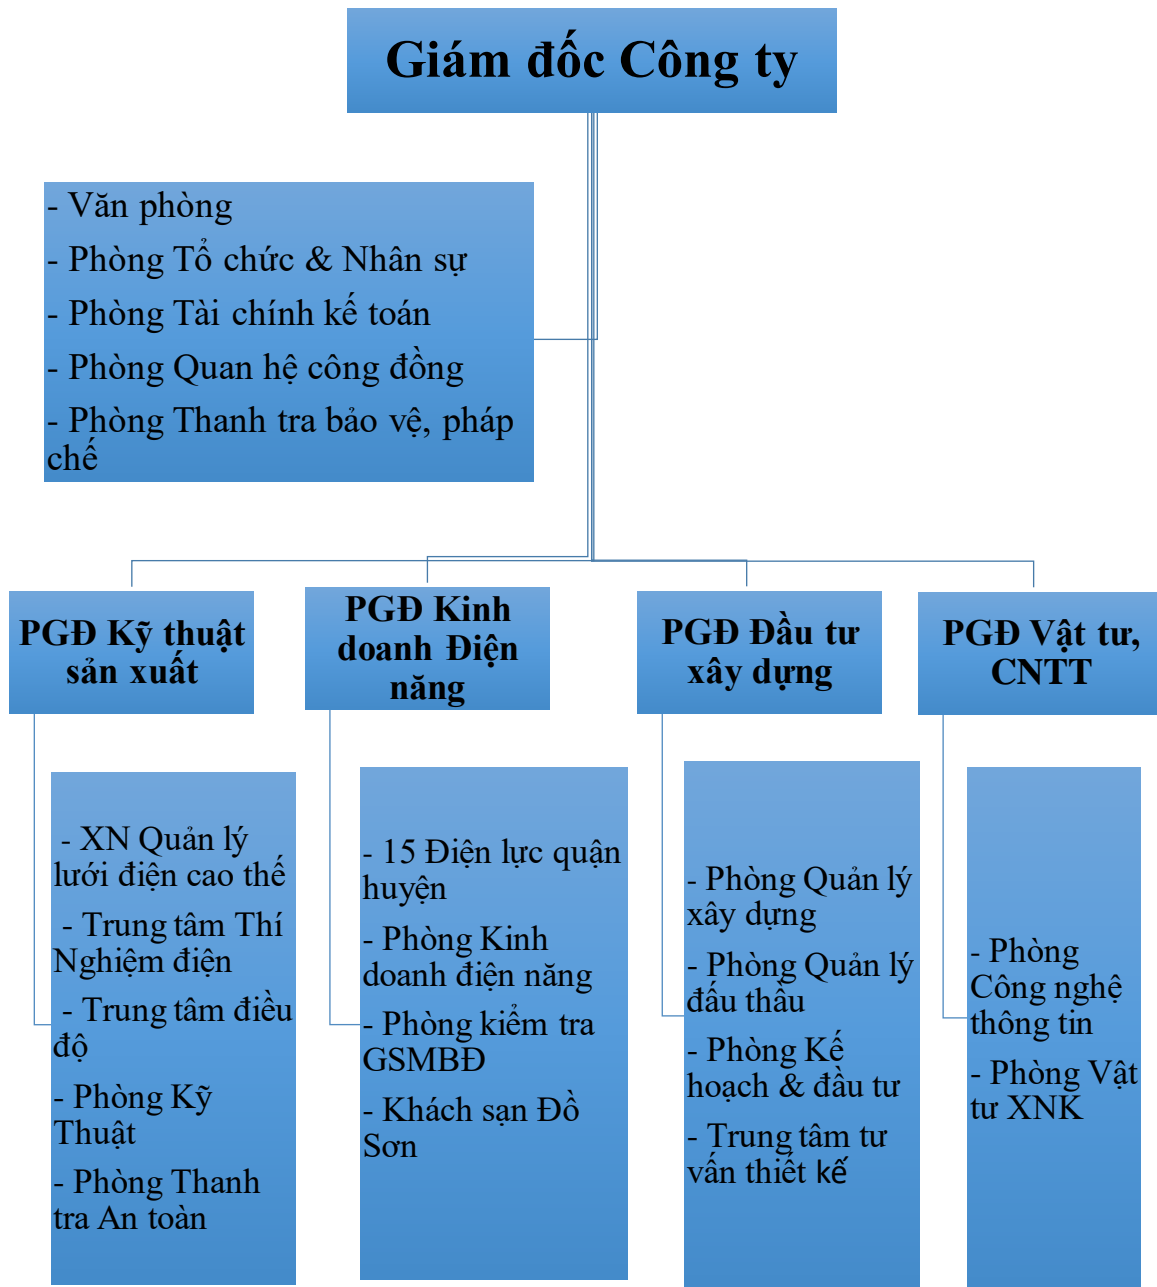 Giám đốc Công ty
- Văn phòng
- Phòng Tổ chức & Nhân sự
- Phòng Tài chính kế toán
- Phòng Quan hệ công đồng
- Phòng Thanh tra bảo vệ, pháp
chế
PGĐ Kỹ thuật
sản xuất
- XN Quản lý
lưới điện cao thế
- Trung tâm Thí
Nghiệm điện
- Trung tâm điều
độ
- Phòng Kỹ
Thuật
- Phòng Thanh
tra An toàn
PGĐ Kinh
doanh Điện
năng
- 15 Điện lực quận
huyện
- Phòng Kinh
doanh điện năng
- Phòng kiểm tra
GSMBĐ
- Khách sạn Đồ
Sơn
PGĐ Đầu tư
xây dựng
- Phòng Quản lý
xây dựng
- Phòng Quản lý
đấu thầu
- Phòng Kế
hoạch & đầu tư
- Trung tâm tư
vấn thiết kế
PGĐ Vật tư,
CNTT
- Phòng
Công nghệ
thông tin
- Phòng Vật
tư XNK